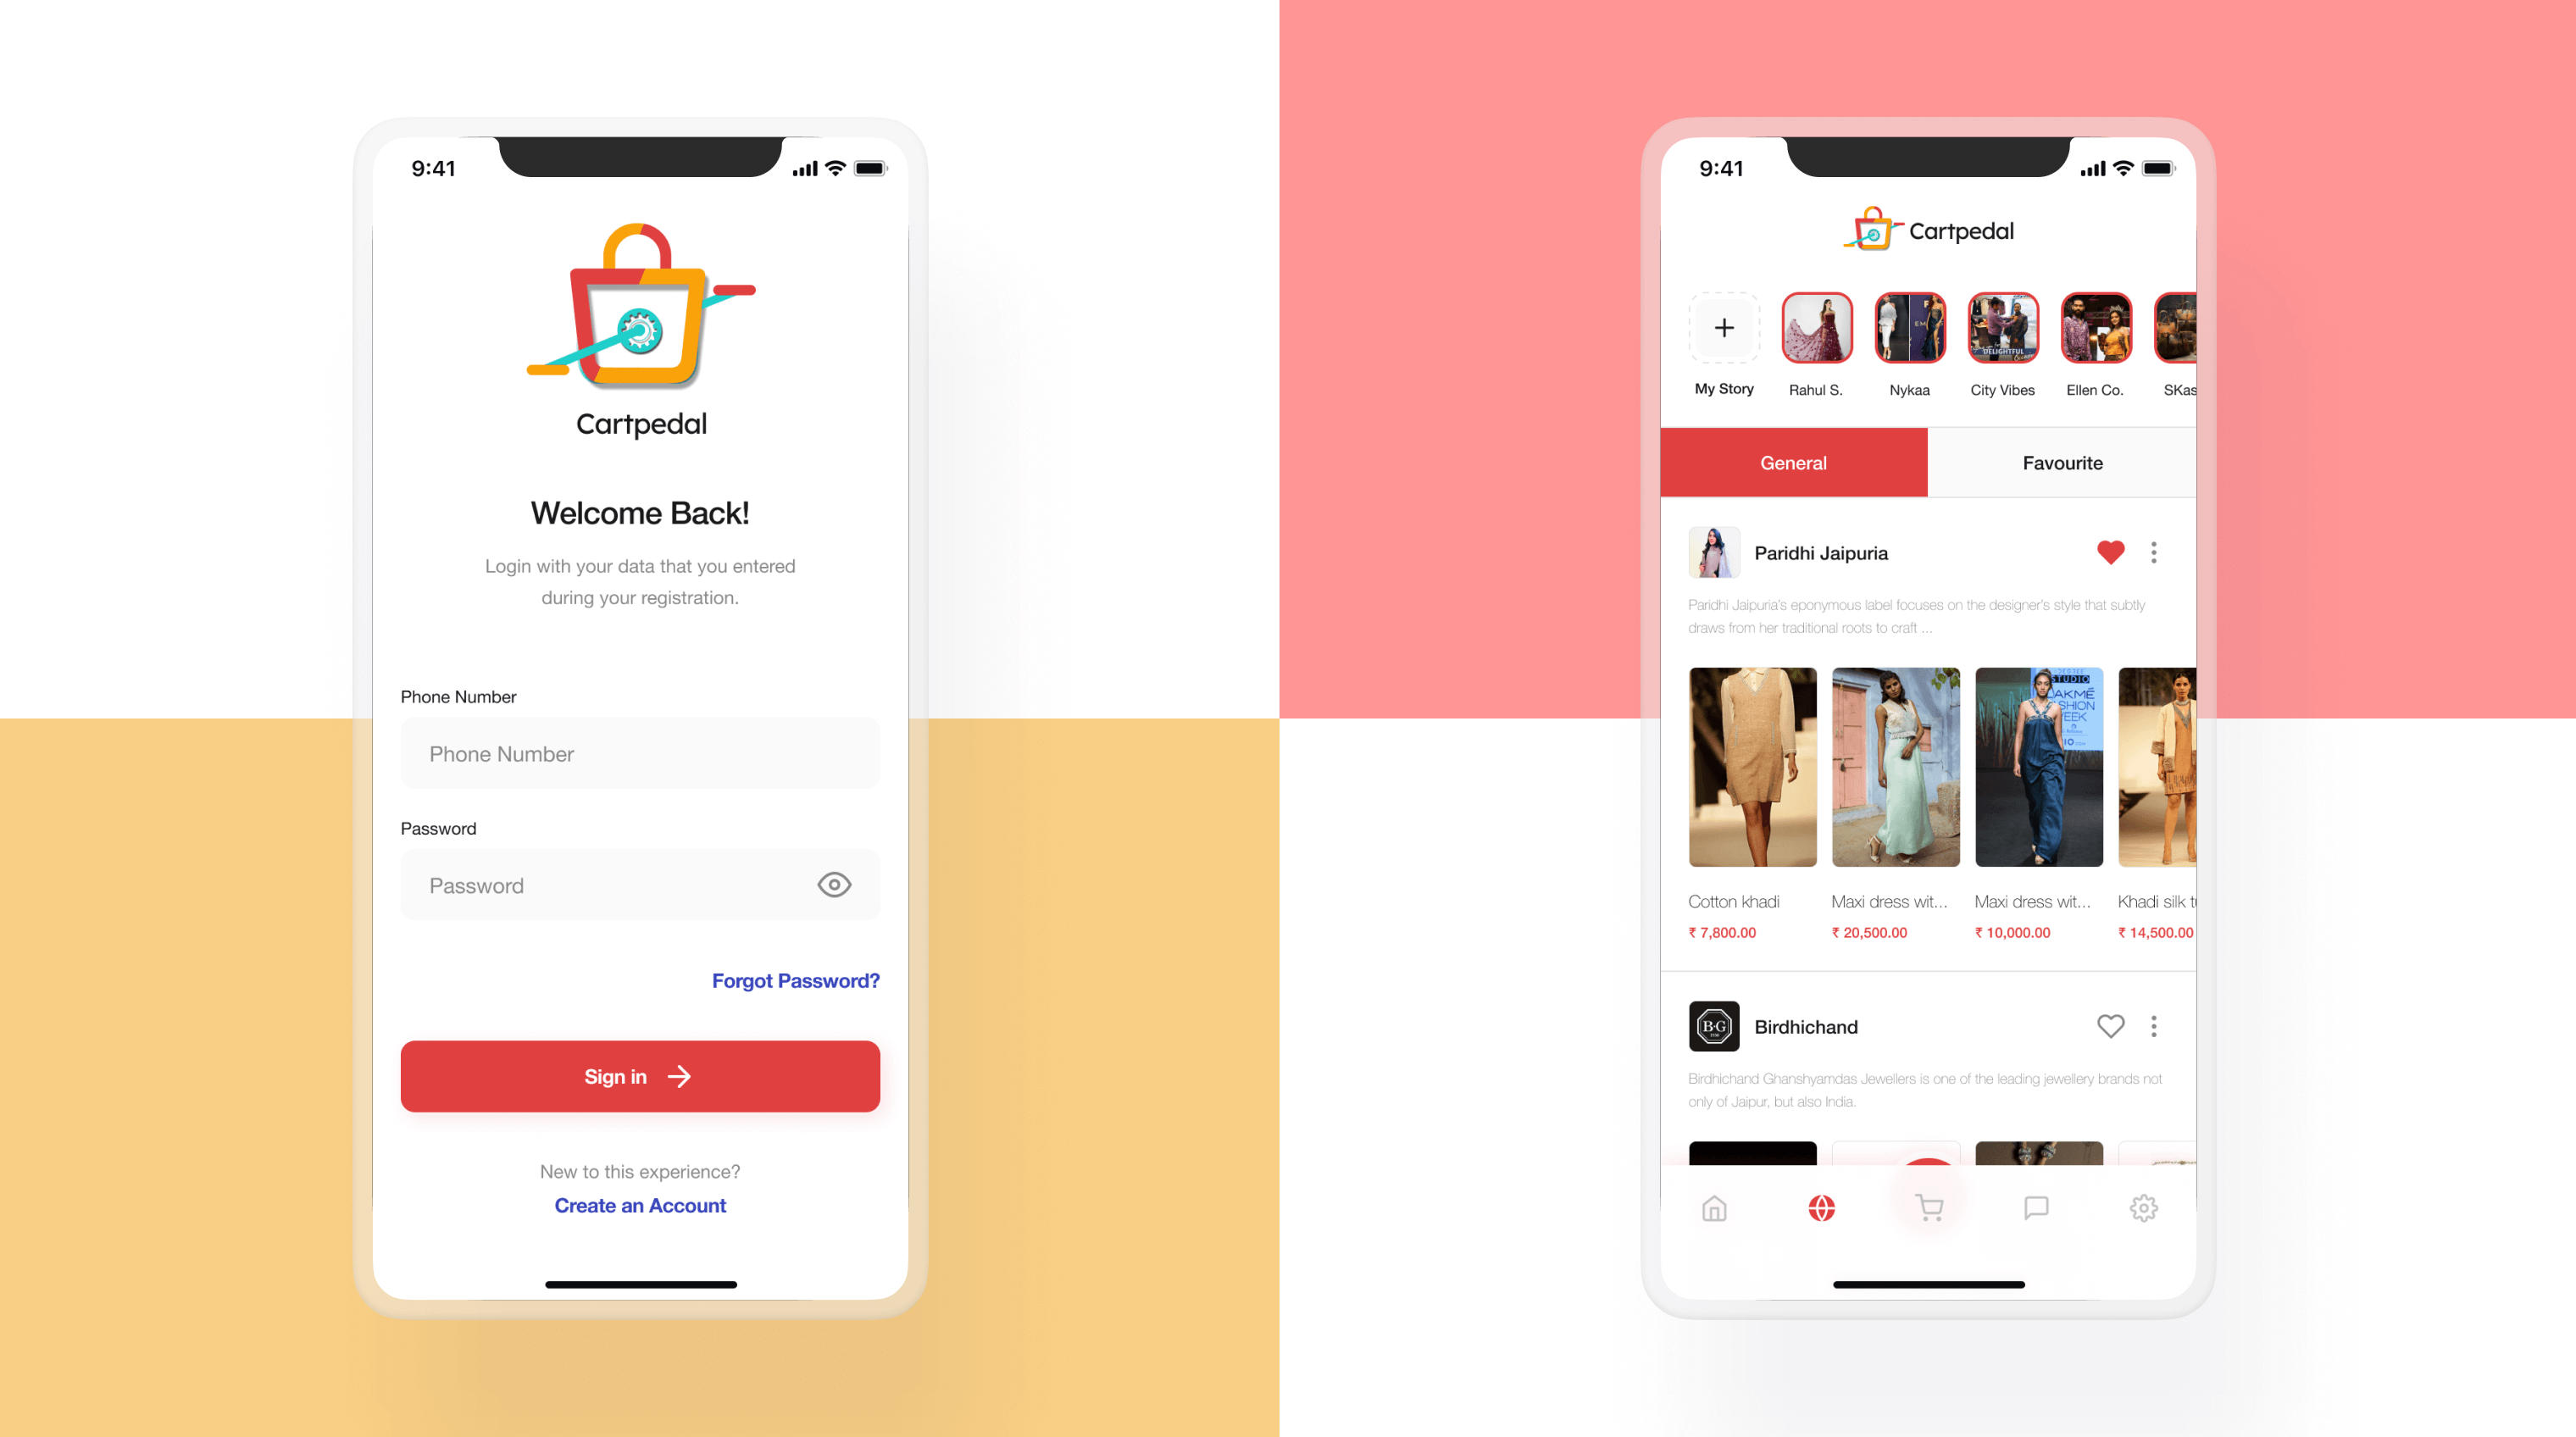 9:41
Cartpedal
Welcome Back!
Login with your data that you entered
during your registration.
Phone Number
Phone Number
Password
Password
Forgot Password?
Sign in
New to this experience?
Create an Account
9:41
Cartpedal
DELIGHTFUL
My Story
Rahul S.
Nykaa
City Vibes
Ellen Co.
SKas
General
Favourite
Paridhi Jaipuria
Paridhi Jaipuria's eponymous label focuses on the designer's style that subtly
draws from her traditional roots to craft ...
STUDIO
LAKMÉ
FASHION
WEEK
Cotton khadi
Maxi dress wit...
Maxi dress wit...
Khadi silk t
₹ 7,800.00
₹ 20,500.00
₹ 10,000.00
₹ 14,500.00
B·G
Birdhichand
Birdhichand Ghanshyamdas Jewellers is one of the leading jewellery brands not
only of Jaipur, but also India.